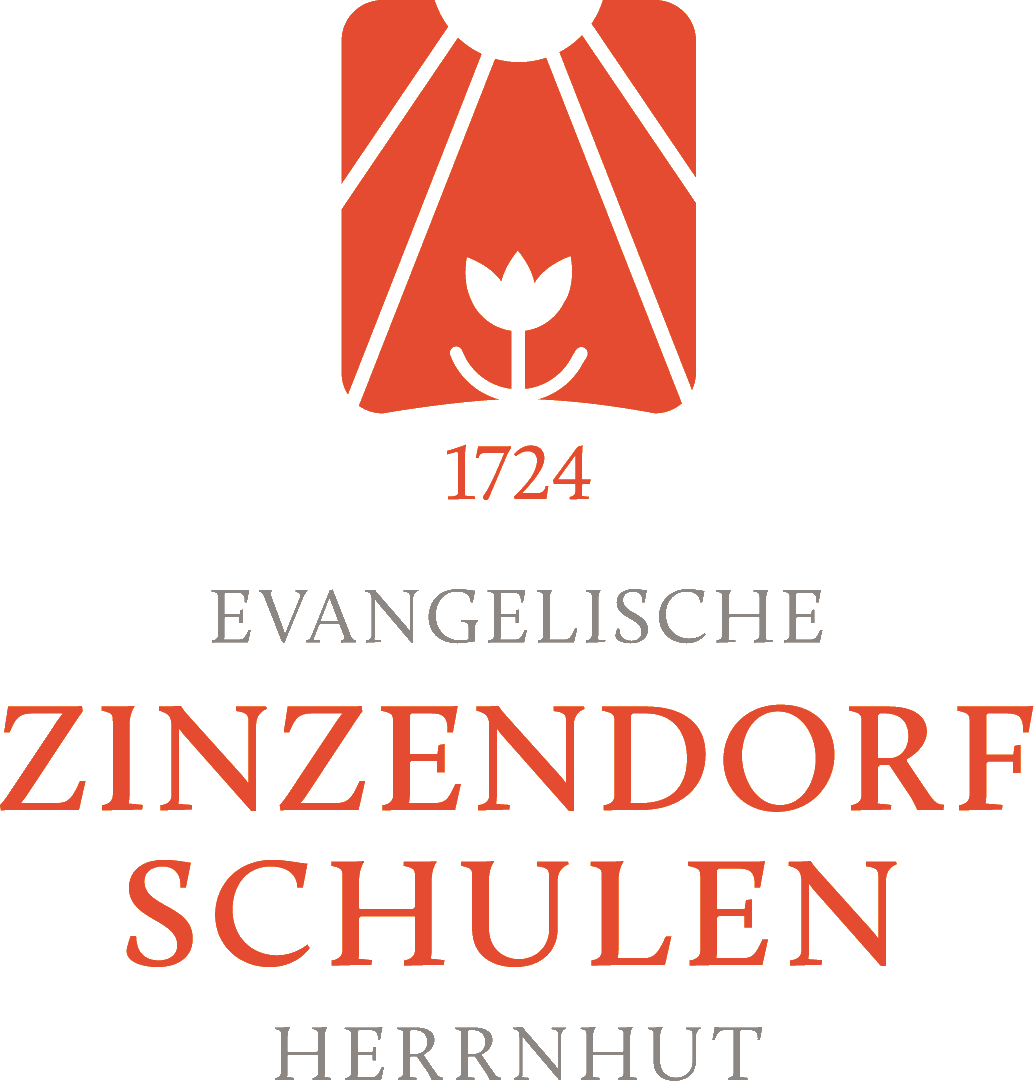 1724
EVANGELISCHE
ZINZENDORF
SCHULEN
HERRNHUT